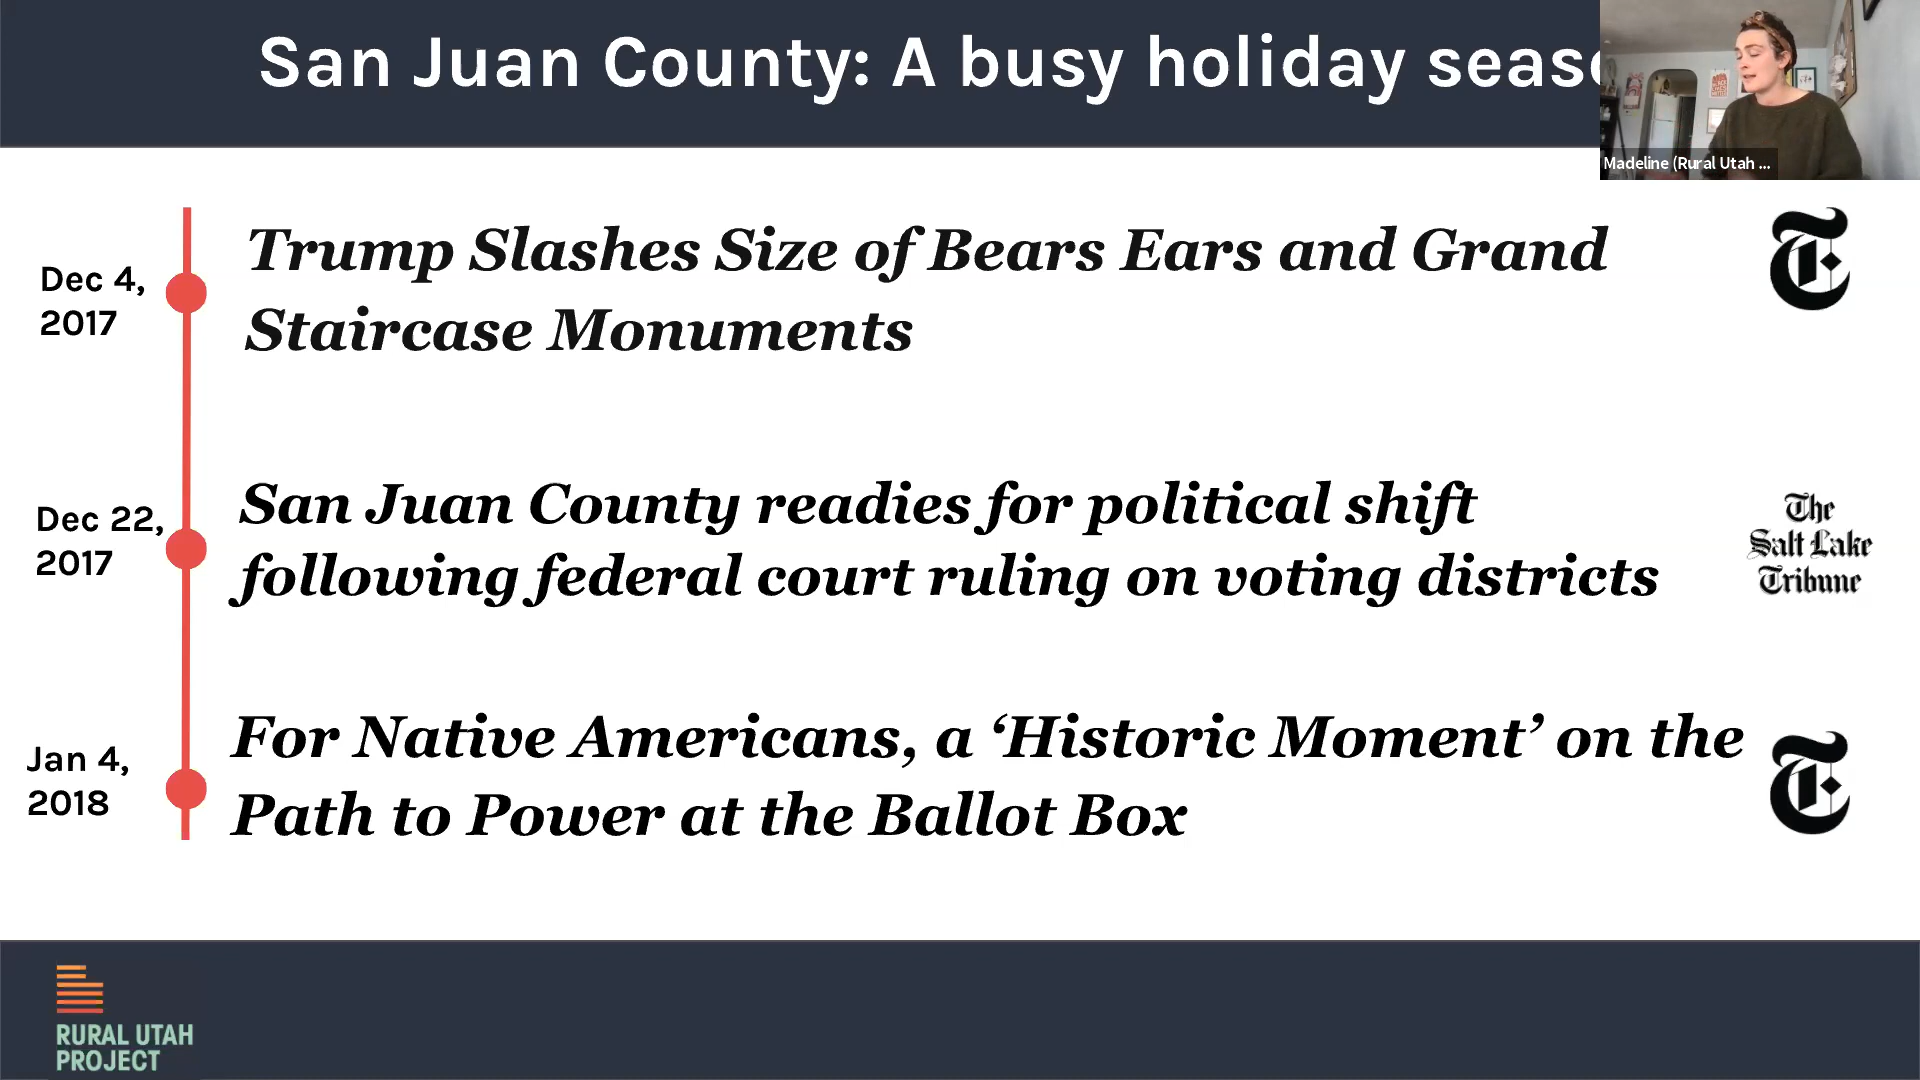 San Juan County: A busy holiday seas
Madeline (Rural Utah ...
Dec 4,
2017
Trump Slashes Size of Bears Ears and Grand
Staircase Monuments
T
Dec 22,
2017
San Juan County readies for political shift
following federal court ruling on voting districts
The
Salt Lake
Tribune
Jan 4,
2018
For Native Americans, a ‘Historic Moment’ on the
Path to Power at the Ballot Box
T
RURAL UTAH
PROJECT